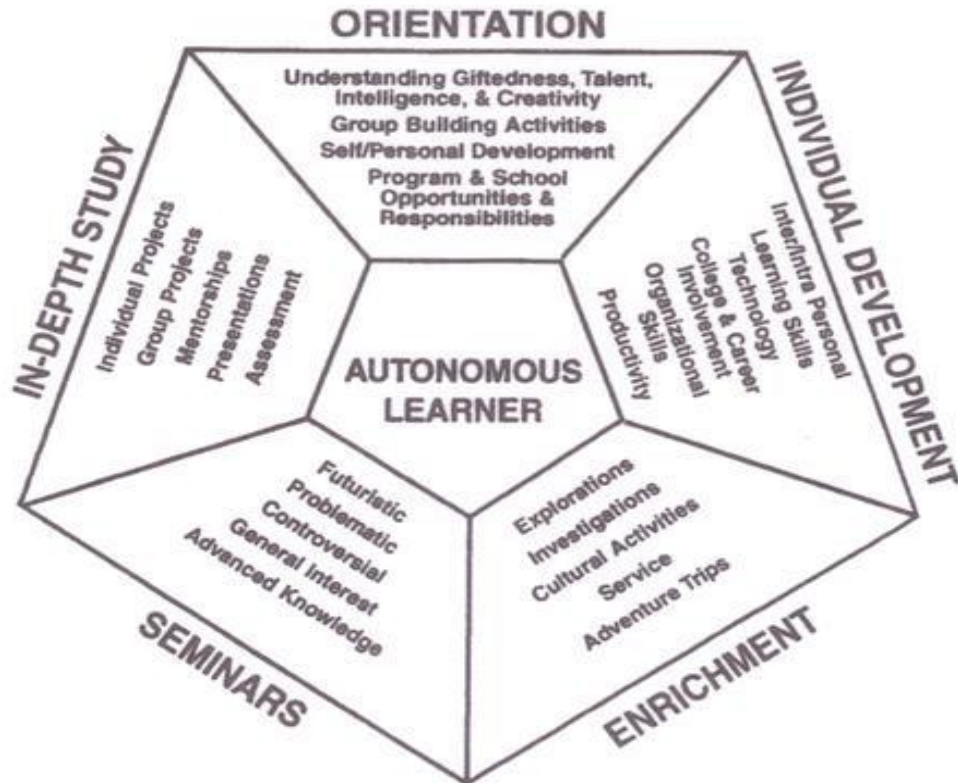 ORIENTATION
Understanding Giftedness, Talent,
Intelligence, & Creativity
Group Building Activities
Self/Personal Development
Program & School
Opportunities &
Responsibilities
INDIVIDUAL DEVELOPMENT
Inter/Intra Personal
Learning Skills
Technology
College & Career
Involvement
Organizational
Skills
Productivity
ENRICHMENT
Explorations
Investigations
Cultural Activities
Service
Adventure Trips
SEMINARS
Futuristic
Problematic
Controversial
General Interest
Advanced Knowledge
IN-DEPTH STUDY
Individual Projects
Group Projects
Mentorships
Presentations
Assessment
AUTONOMOUS
LEARNER